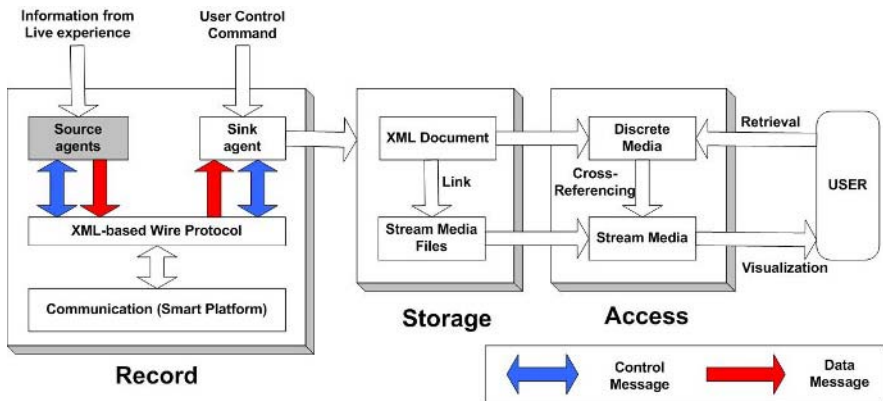 Information from
Live experience
User Control
Command
Source
agents
Sink
agent
XML-based Wire Protocol
Communication (Smart Platform)
Record
XML Document
Link
Stream Media
Files
Storage
Discrete
Media
Cross-
Referencing
Stream Media
Access
Retrieval
USER
Visualization
Control
Message
Data
Message